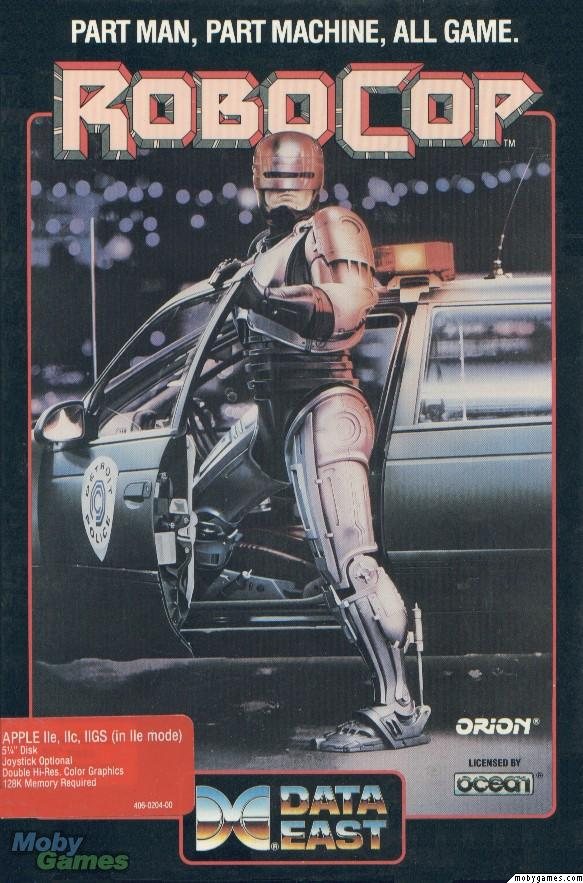 PART MAN, PART MACHINE, ALL GAME.
ROBOCOP™
DETROIT
POLICE
ORION®
LICENSED BY
ocean®
APPLE IIe, IIc, IIGS (in IIe mode)
5¼" Disk
Joystick Optional
Double Hi-Res. Color Graphics
128K Memory Required
406-0204-00
DATA
EAST®
Moby
Games
mobygames.com